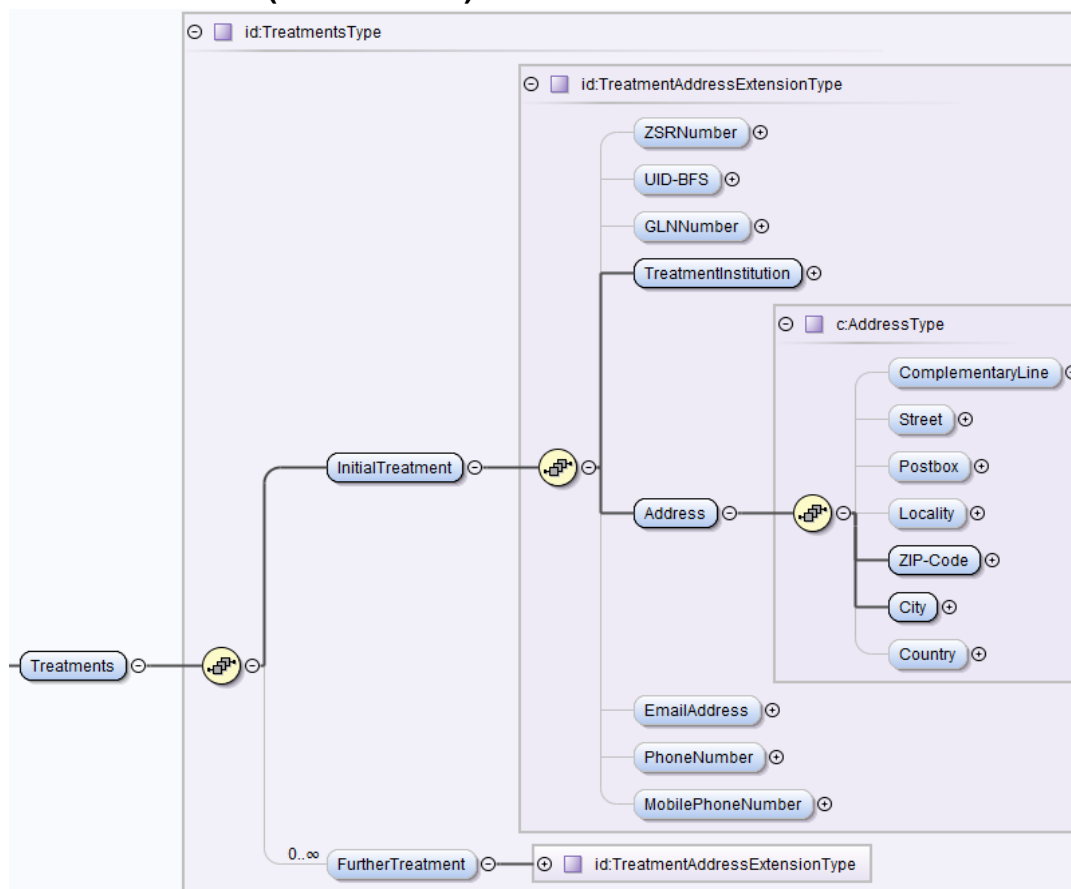 id:TreatmentsType
id:TreatmentAddressExtensionType
ZSRNumber
UID-BFS
GLNNumber
TreatmentInstitution
c:AddressType
ComplementaryLine
Street
Postbox
InitialTreatment
Address
Locality
ZIP-Code
City
Country
Treatments
EmailAddress
PhoneNumber
MobilePhoneNumber
0..∞
FurtherTreatment
id:TreatmentAddressExtensionType